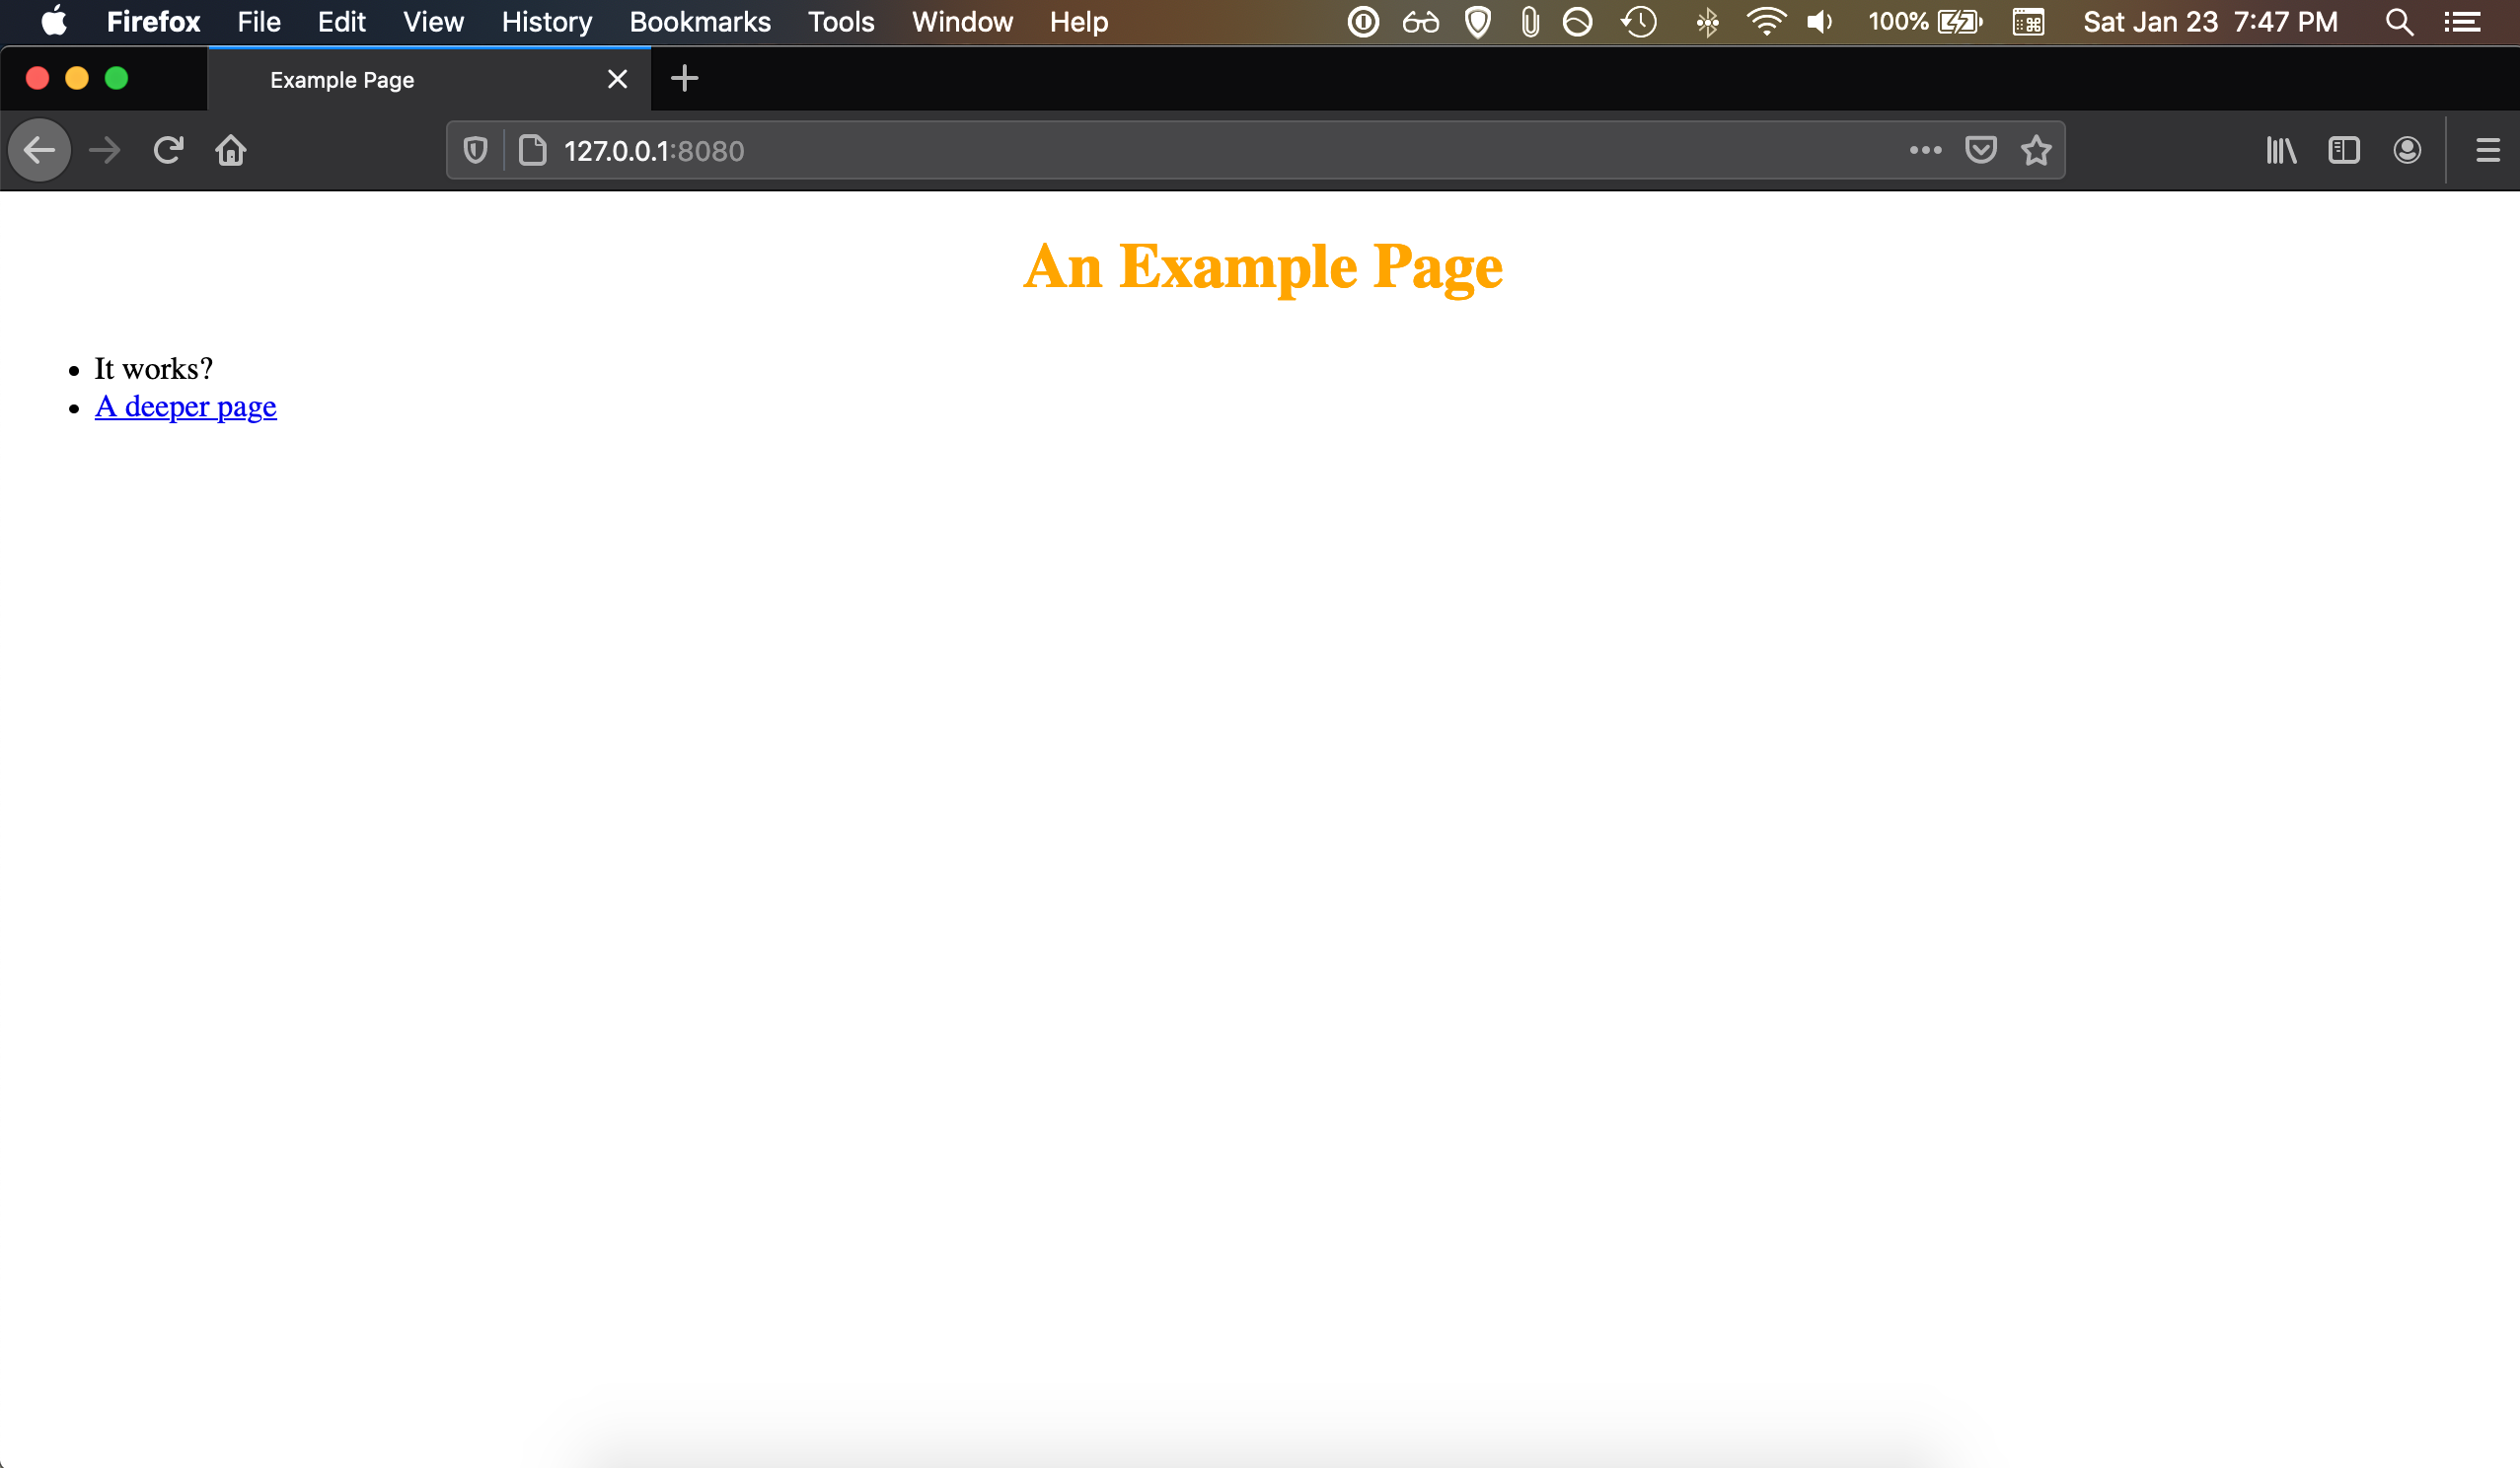 Firefox File Edit View History Bookmarks Tools Window Help 100% Sat Jan 23 7:47 PM
Example Page
127.0.0.1:8080
An Example Page
• It works?
• A deeper page